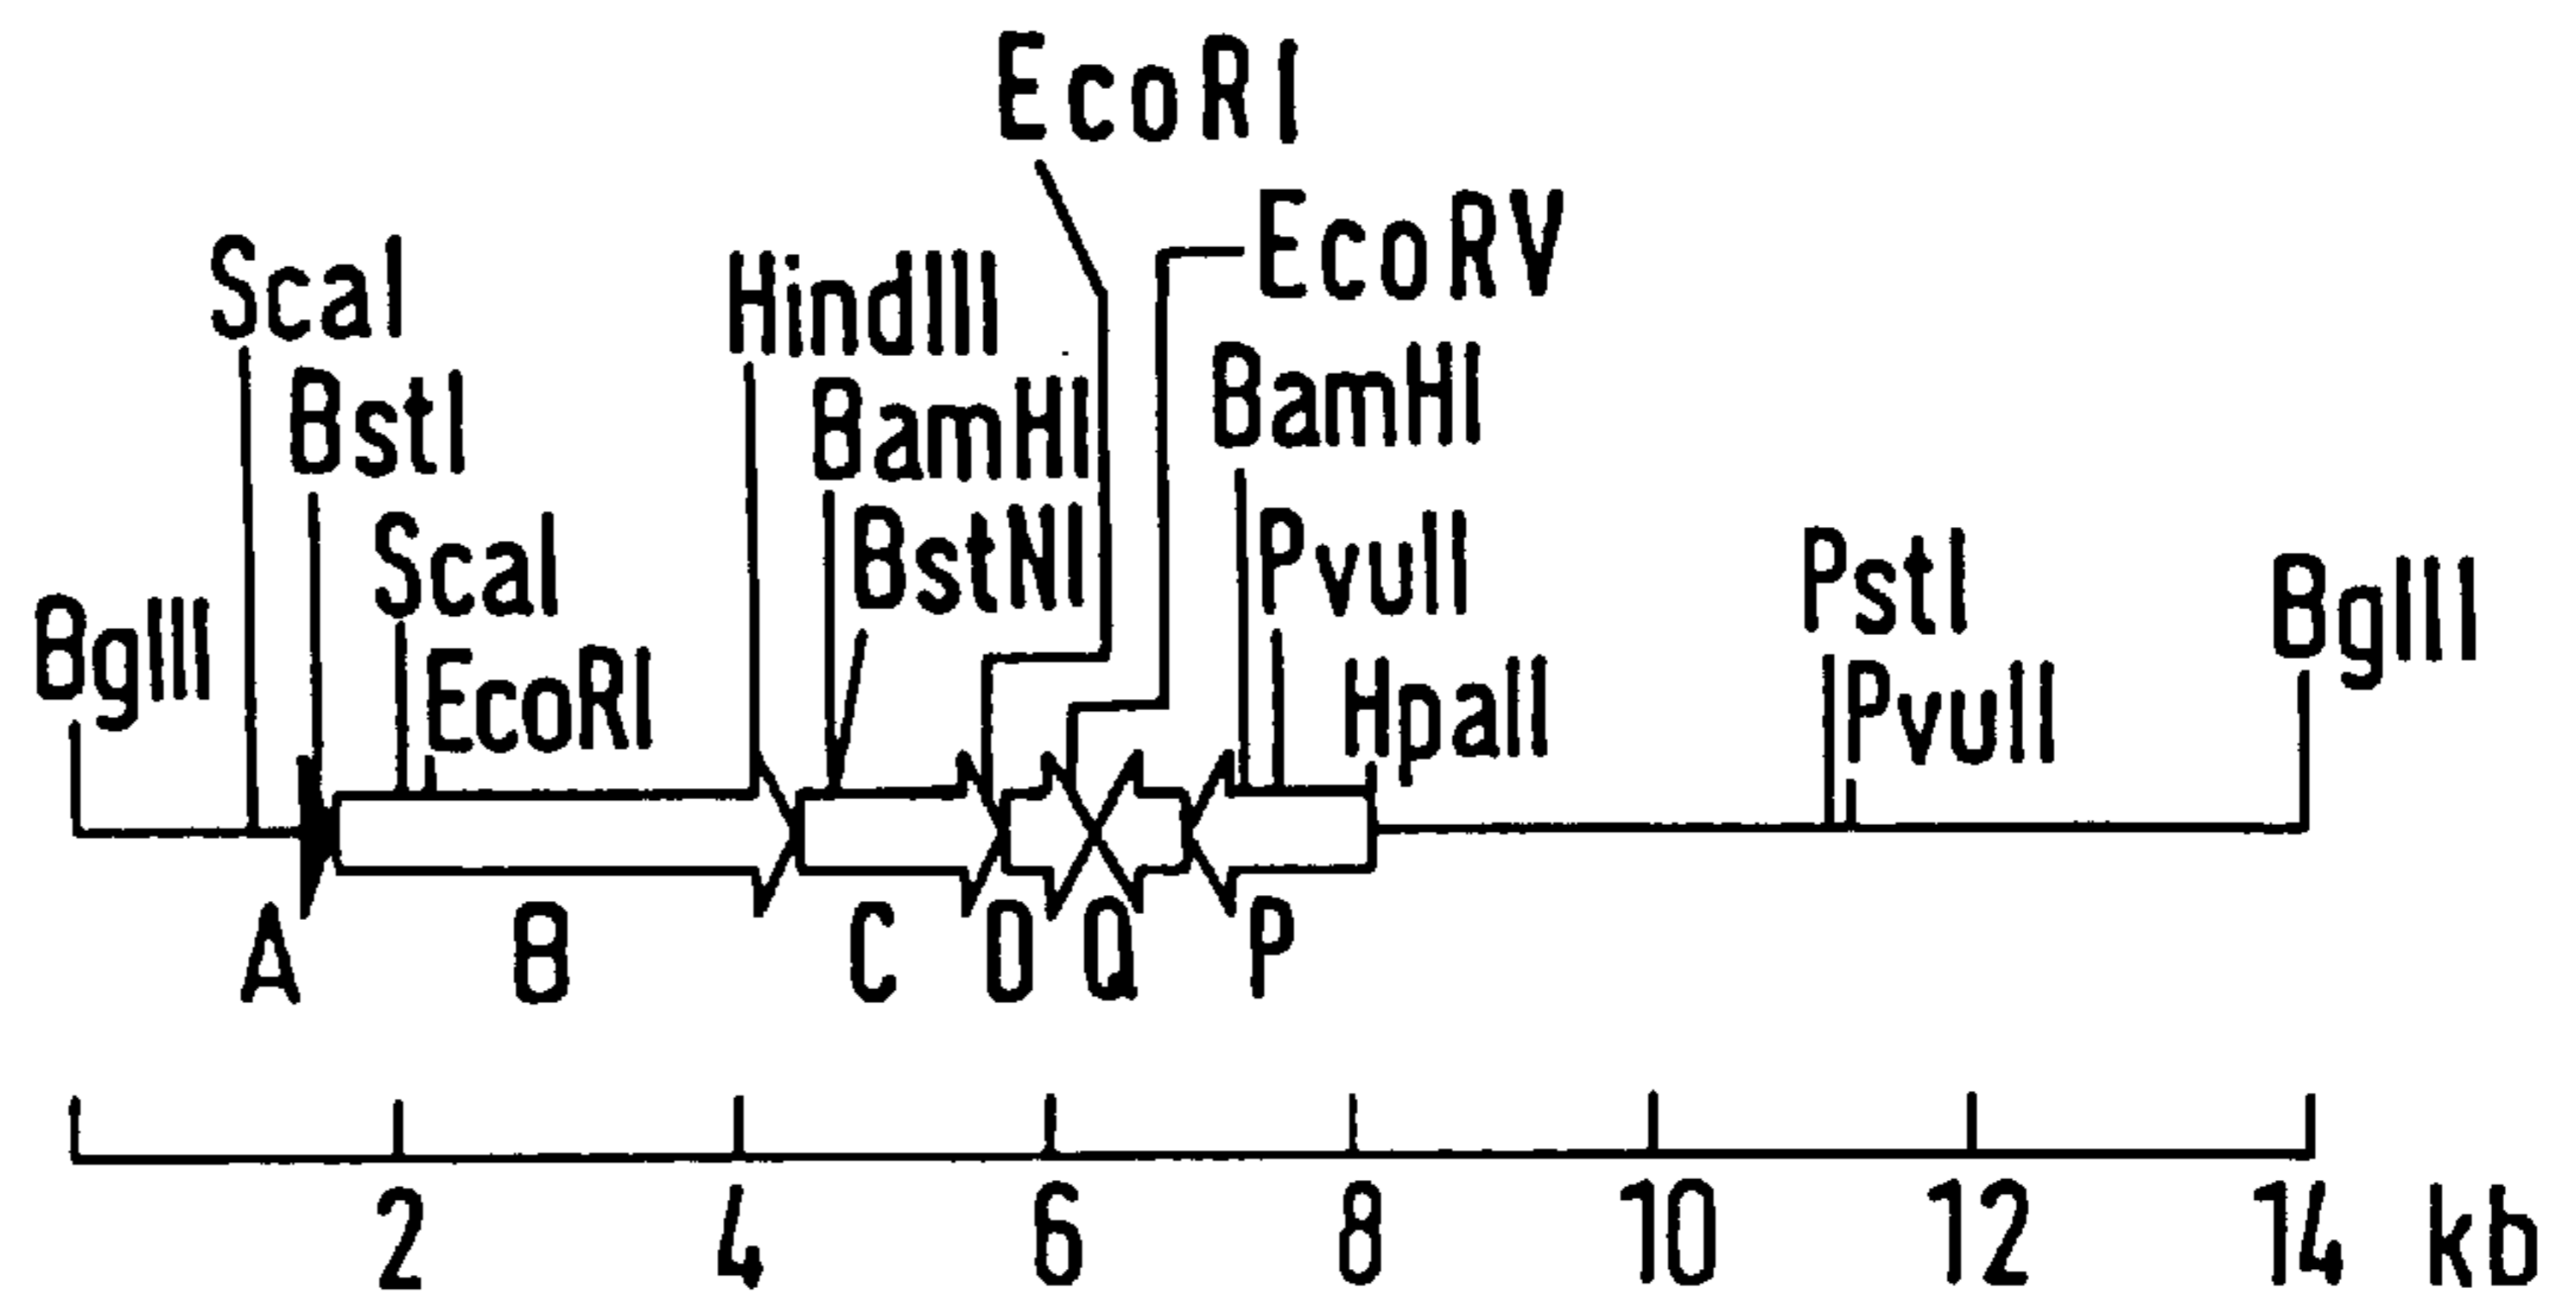 EcoRI
EcoRV
ScaI
HindIII
BamHI
BstI
BamHI
BstNI
ScaI
PvuII
PstI
BglII
BglII
EcoRI
HpaII
PvuII
A B C D Q P
2 4 6 8 10 12 14 kb